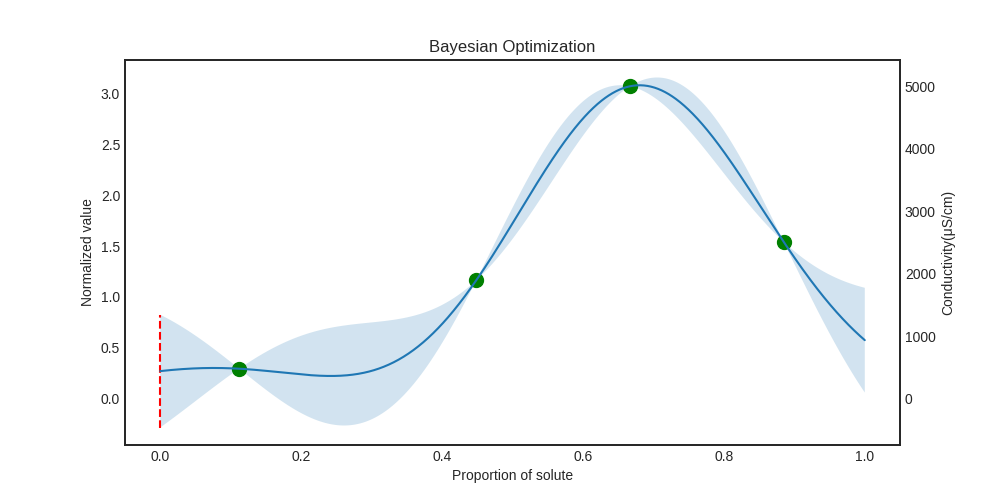 Bayesian Optimization
Normalized value
3.0
2.5
2.0
1.5
1.0
0.5
0.0
5000
4000
3000
2000
1000
0
Conductivity(μS/cm)
0.0 0.2 0.4 0.6 0.8 1.0
Proportion of solute